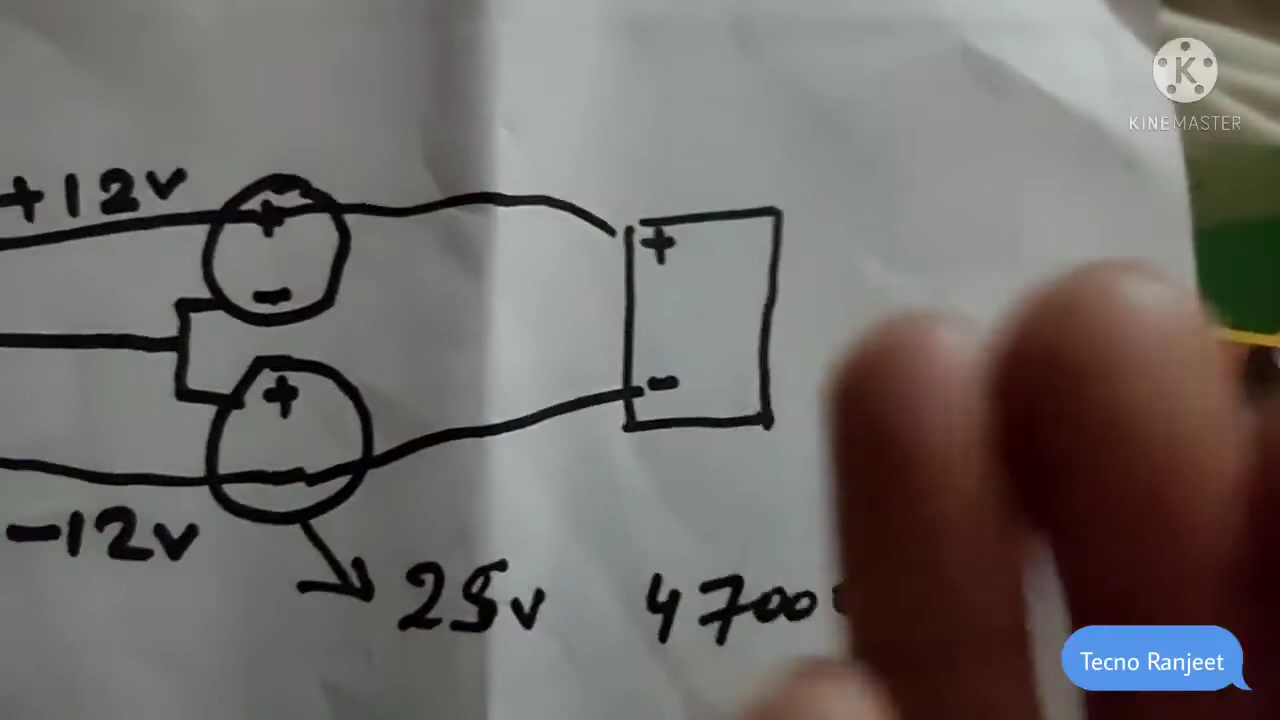 +12v
+
-
+
-
+
-
-12v
25v 4700
K
KINEMASTER
Tecno Ranjeet